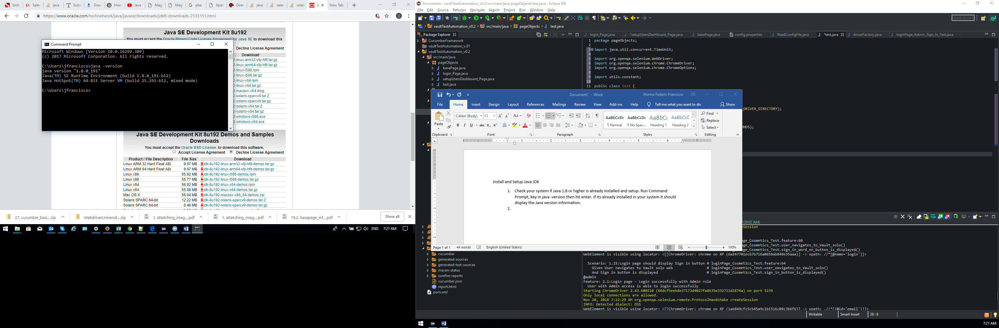 Switc
Seler
java
Subs
Dow
How
Java
Mag
Mag
pba -
Xpat
Direc
java
seler
uitab
Ja
New Tab
https://www.oracle.com/technetwork/java/javase/downloads/jdk8-downloads-2133151.html
Java SE Development Kit 8u192
You must accept the Oracle Binary Code License Agreement for Java SE to download this
Decline License Agreement
Download
2-linux-arm32-vfp-hflt.tar.gz
2-linux-arm64-vfp-hflt.tar.gz
2-linux-i586.rpm
2-linux-i586.tar.gz
2-linux-x64.rpm
2-linux-x64.tar.gz
2-macosx-x64.dmg
2-solaris-sparcv9.tar.Z
2-solaris-sparcv9.tar.gz
2-solaris-x64.tar.Z
2-solaris-x64.tar.gz
2-windows-i586.exe
2-windows-x64.exe
Command Prompt
Microsoft Windows [Version 10.0.16299.309]
(c) 2017 Microsoft Corporation. All rights reserved.
C:\Users\jfrancisco>java -version
java version "1.8.0_191"
Java(TM) SE Runtime Environment (build 1.8.0_191-b12)
Java HotSpot(TM) 64-Bit Server VM (build 25.191-b12, mixed mode)
C:\Users\jfrancisco>
Java SE Development Kit 8u192 Demos and Samples
Downloads
You must accept the Oracle BSD License. to download this software.
Accept License Agreement Decline License Agreement
Product / File Description File Size Download
Linux ARM 32 Hard Float ABI 9.07 MB jdk-8u192-linux-arm32-vfp-hflt-demos.tar.gz
Linux ARM 64 Hard Float ABI 9.07 MB jdk-8u192-linux-arm64-vfp-hflt-demos.tar.gz
Linux x86 55.92 MB jdk-8u192-linux-i586-demos.rpm
Linux x86 55.77 MB jdk-8u192-linux-i586-demos.tar.gz
Linux x64 56.02 MB jdk-8u192-linux-x64-demos.rpm
Linux x64 55.88 MB jdk-8u192-linux-x64-demos.tar.gz
Mac OS X 56.04 MB jdk-8u192-macosx-x86_64-demos.zip
Solaris SPARC 64-bit 12.22 MB jdk-8u192-solaris-sparcv9-demos.tar.Z
Solaris SPARC 64-bit 8.46 MB jdk-8u192-solaris-sparcv9-demos.tar.gz
27. cucumber_basi....zip
WebdriverUniversit....zip
1. attatching_imag....pdf
1. attatching_imag....pdf
79.2. basepage_inf....pdf
Show all
ENG 7:21 AM
Documents - vaultTestAutomation_v0.2/src/main/java/pageObjects/test.java - Eclipse IDE
File Edit Source Refactor Navigate Search Project Run Window Help
Quick Access
vaultTestAutomation_v0.2 src/main/java pageObjects test.java
Package Explorer
CucumberFramework
vaultTestAutomation_v.01
vaultTestAutomation_v0.2
src/main/java
pageObjects
basePage.java
login_Page.java
setupUsersDashboard_Page.java
test.java
login_Page.java *setupUsersDashboard_Page.java basePage.java config.properties ReadConfigFile.java *test.java driverFactory.java loginPage_Admin_Sign_In_Test.java
1 package pageObjects;
2
3 import java.util.concurrent.TimeUnit;
4
5 import org.openqa.selenium.WebDriver;
6 import org.openqa.selenium.chrome.ChromeDriver;
7 import org.openqa.selenium.chrome.ChromeOptions;
8
9 import utils.constant;
10
11 public class test {
_DRIVER_DIRECTORY);
ONDS);
Document1 - Word
Jhonne Federic Francisco
File Home Insert Design Layout References Mailings Review View Add-ins Help Tell me what you want to do Share
Paste
Clipboard
Calibri (Body) 11
Font
Paragraph
AaBbCcDc AaBbCcDc AaBbCc AaBbCcE
¶ Normal ¶ No Spac... Heading 1 Heading 2
Styles
Find
Replace
Select
Editing
Install and Setup Java JDK
1. Check your system if Java 1.8 or higher is already installed and setup. Run Command
Prompt, key in java -version then hit enter. If its already installed in your system it should
display the Java version information.
2.
Page 1 of 1 44 words English (United States) 100%
cucumber
generated-sources
generated-test-sources
maven-status
surefire-reports
cucumber.json
report.html
pom.xml
7:20:02 AM)
eSession
ge_Cosmetics_Test.feature:60
ge_Cosmetics_Test.user_navigates_to_Vault_solo()
ge_Cosmetics_Test.sign_in_word_on_button_is_displayed()
WebElement is visible using locator: <[[ChromeDriver: chrome on XP (6a247701ec67b716a0658ab848e35aaa)] -> xpath: //*[@name='login']]>
Scenario: 1.15:Login page should display Sign in button # loginPage_Cosmetics_Test.feature:64
Given User navigates to Vault solo web # loginPage_Cosmetics_Test.user_navigates_to_Vault_solo()
And Sign in button is displayed # loginPage_Cosmetics_Test.sign_in_button_is_displayed()
@admin
Feature: 2.1:Login page - Login successfully with Admin role
User with Admin access is able to login successfully
Starting ChromeDriver 2.43.600210 (68dcf5eebde37173d4027fa8635e332711d2874a) on port 5239
Only local connections are allowed.
Nov 20, 2018 7:22:29 AM org.openqa.selenium.remote.ProtocolHandshake createSession
INFO: Detected dialect: OSS
WebElement is visible using locator: <[[ChromeDriver: chrome on XP (1a6849cfc5cb45a9c1b1516c09c366f6)] -> xpath: .//*[(@id='email')]]>
Writable Smart Insert 26 : 6
7:21 AM